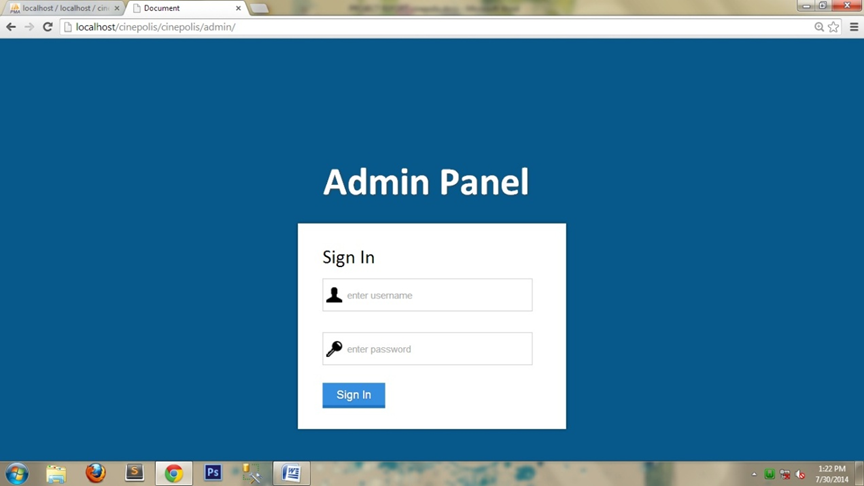 localhost / localhost / cin
Document
localhost/cinepolis/cinepolis/admin/
Admin Panel
Sign In
enter username
enter password
Sign In
S
Ps
W
1:22 PM
7/30/2014